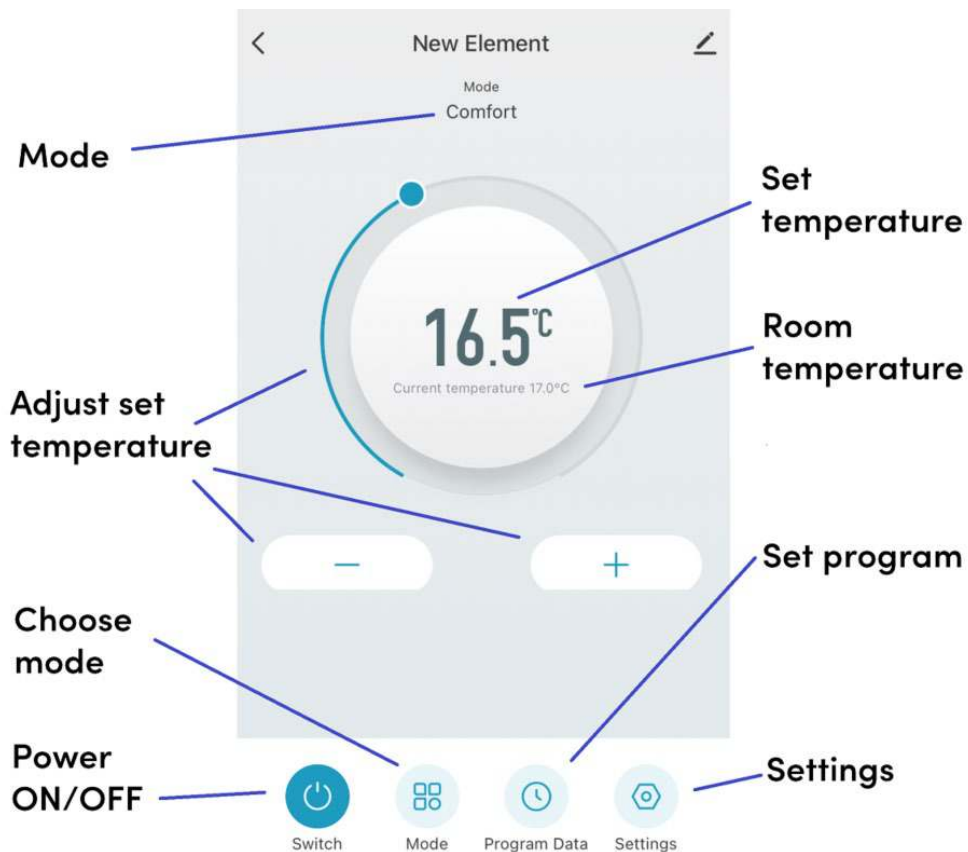 New Element
Mode
Comfort
Mode
Set
temperature
16.5°C
Current temperature 17.0°C
Room
temperature
Adjust set
temperature
Set program
Choose
mode
Power
ON/OFF
Settings
Switch
Mode
Program Data
Settings